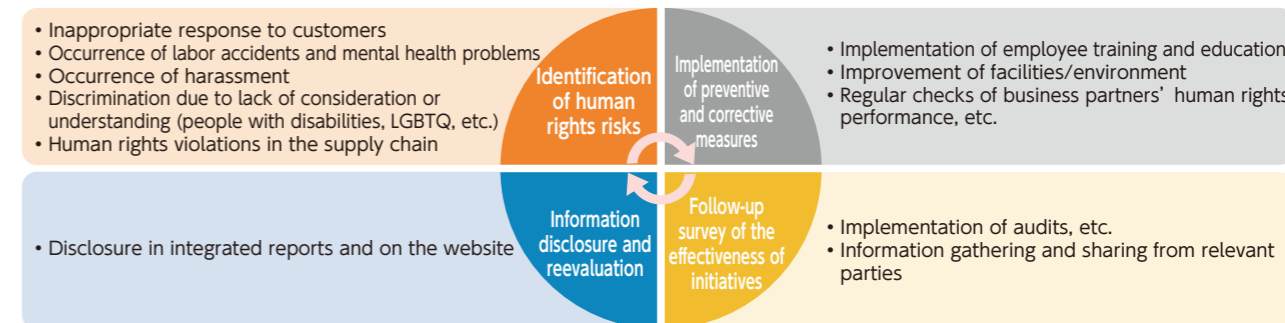 • Inappropriate response to customers
• Occurrence of labor accidents and mental health problems
• Occurrence of harassment
• Discrimination due to lack of consideration or
understanding (people with disabilities, LGBTQ, etc.)
• Human rights violations in the supply chain
Identification
of human
rights risks
Implementation
of preventive
and corrective
measures
• Implementation of employee training and education
• Improvement of facilities/environment
• Regular checks of business partners’ human rights
performance, etc.
• Disclosure in integrated reports and on the website
Information
disclosure and
reevaluation
Follow-up
survey of the
effectiveness of
initiatives
• Implementation of audits, etc.
• Information gathering and sharing from relevant
parties